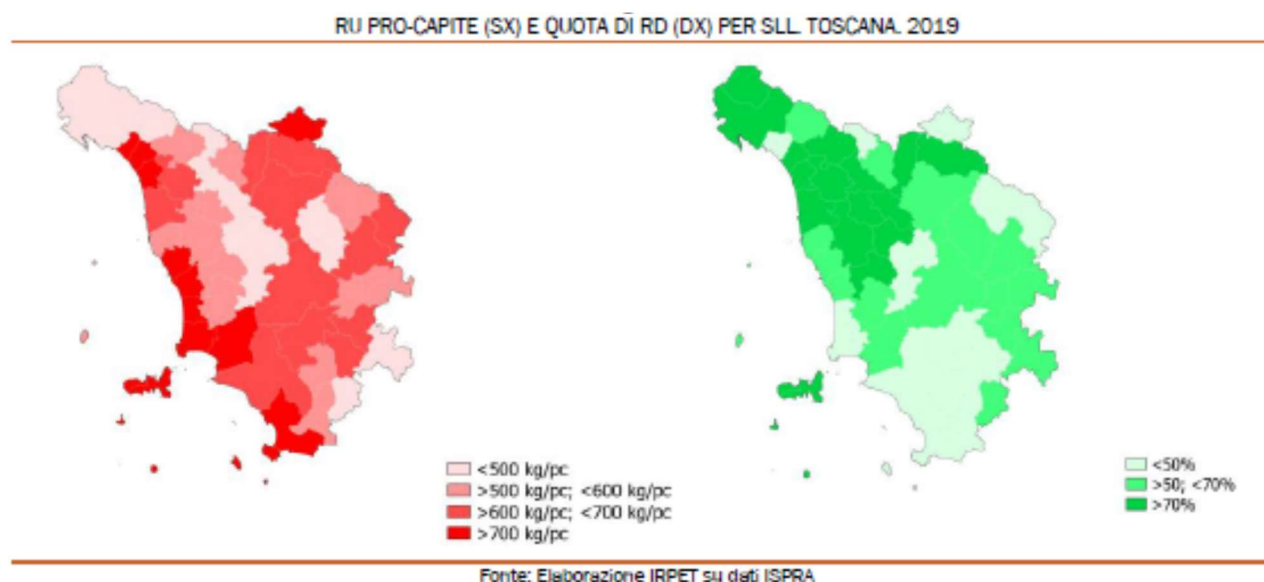 RU PRO-CAPITE (SX) E QUOTA DI RD (DX) PER SLL. TOSCANA. 2019
<500 kg/pc
>500 kg/pc; <600 kg/pc
>600 kg/pc; <700 kg/pc
>700 kg/pc
<50%
>50; <70%
>70%
Fonte: Elaborazione IRPET su dati ISPRA